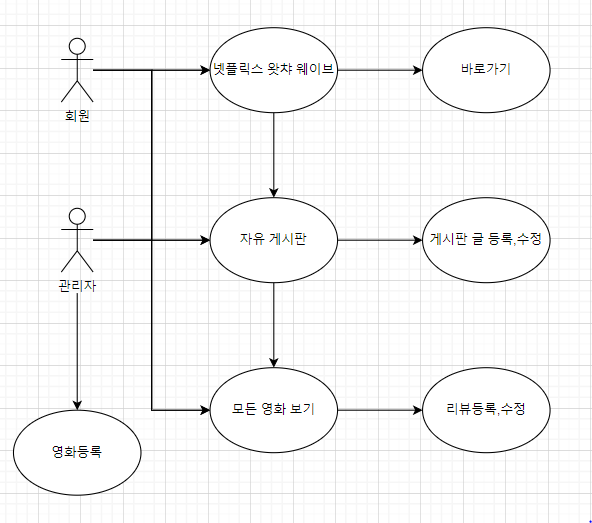 넷플릭스 왓챠 웨이브
바로가기
회원
자유 게시판
게시판 글 등록,수정
관리자
모든 영화 보기
리뷰등록,수정
영화등록